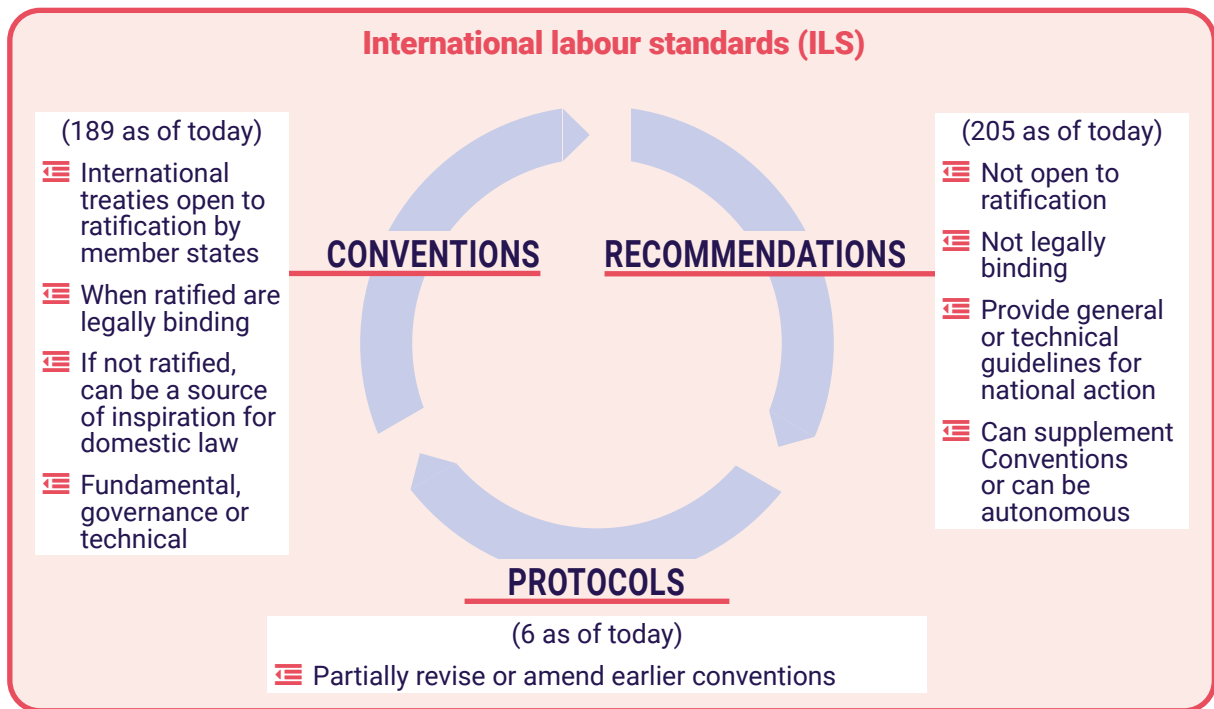 International labour standards (ILS)
(189 as of today)
International
treaties open to
ratification by
member states
When ratified are
legally binding
If not ratified,
can be a source
of inspiration for
domestic law
Fundamental,
governance or
technical
CONVENTIONS
RECOMMENDATIONS
(205 as of today)
Not open to
ratification
Not legally
binding
Provide general
or technical
guidelines for
national action
Can supplement
Conventions
or can be
autonomous
PROTOCOLS
(6 as of today)
Partially revise or amend earlier conventions